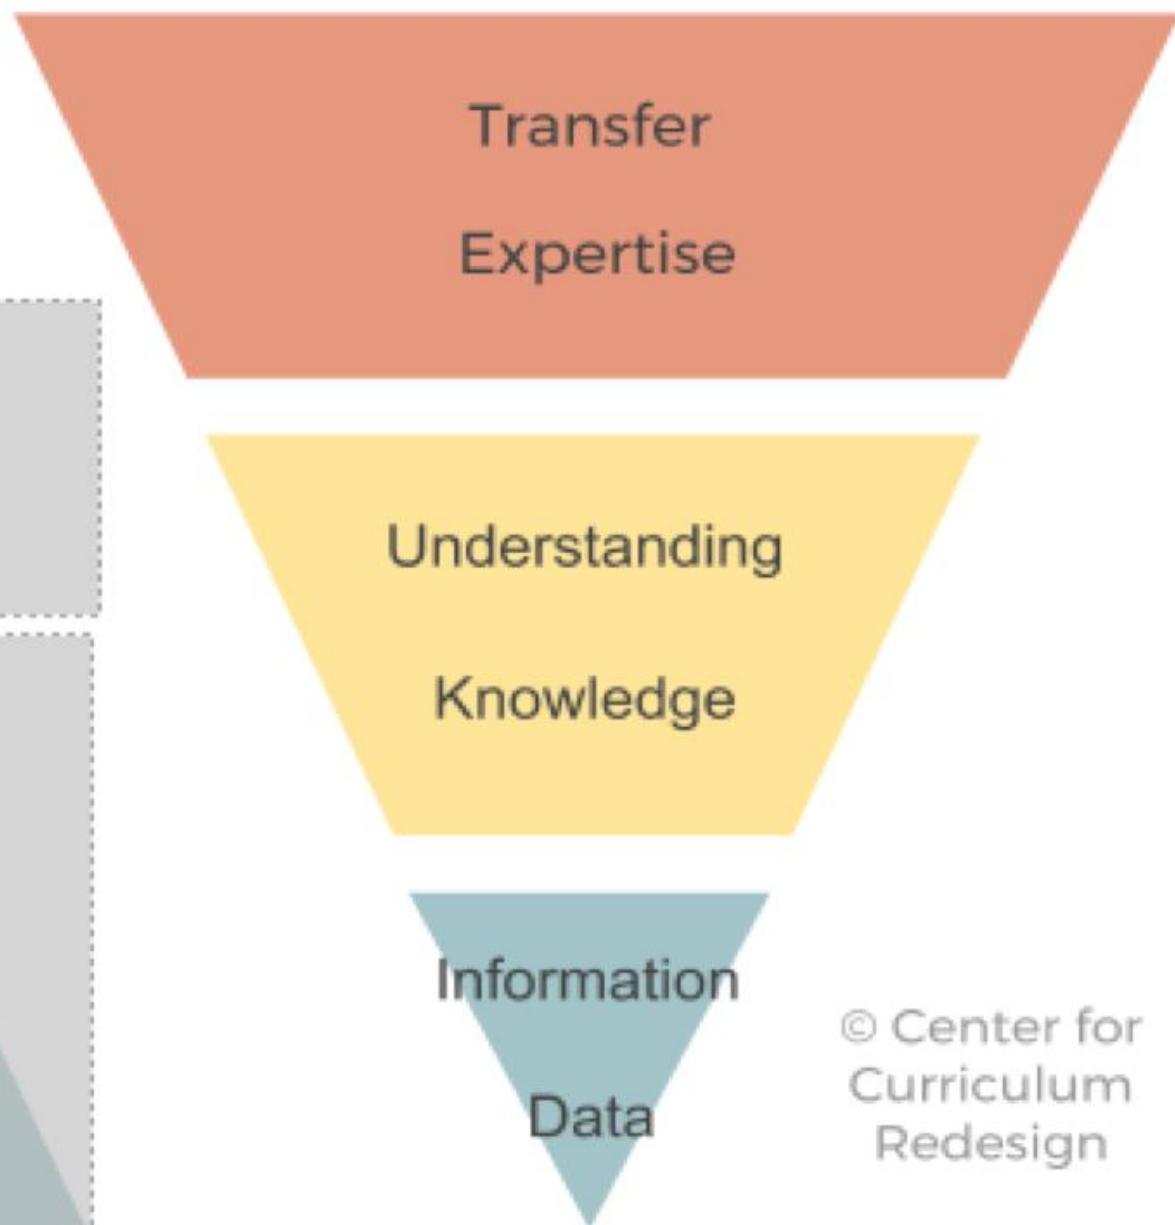 Transfer
Expertise
Understanding
Knowledge
Information
Data
© Center for
Curriculum
Redesign